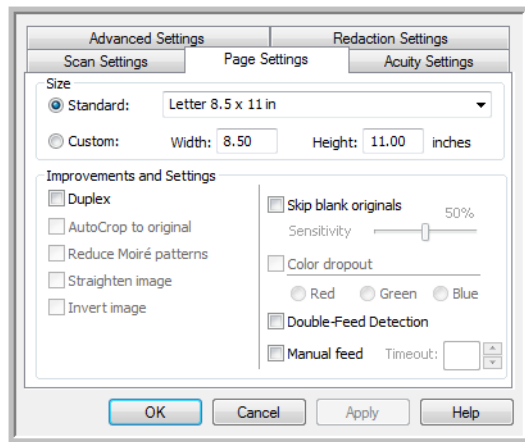 Advanced Settings Redaction Settings
Scan Settings Page Settings Acuity Settings
Size
Standard: Letter 8.5 x 11 in
Custom: Width: 8.50 Height: 11.00 inches
Improvements and Settings
Duplex
AutoCrop to original
Reduce Moiré patterns
Straighten image
Invert image
Skip blank originals 50%
Sensitivity
Color dropout
Red Green Blue
Double-Feed Detection
Manual feed Timeout:
OK Cancel Apply Help